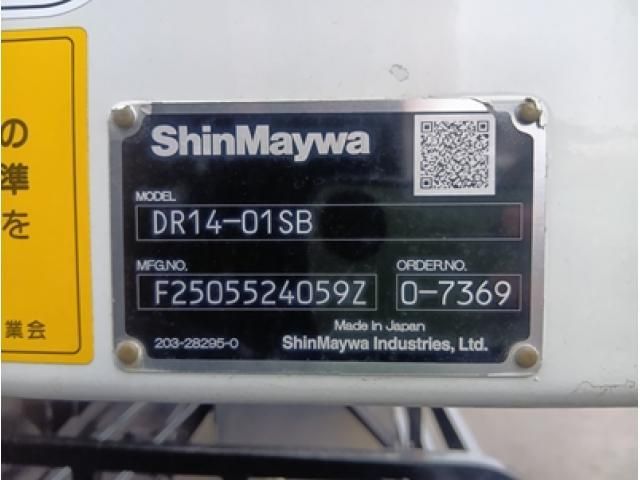 の
準
を
業会
ShinMaywa
MODEL
DR14-01SB
MFG.NO.
ORDER.NO.
F2505524059Z
0-7369
Made In Japan
203-28295-0
ShinMaywa Industries, Ltd.